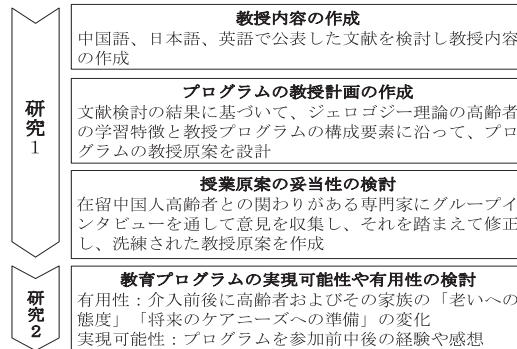 研究1
教授内容の作成
中国語、日本語、英語で公表した文献を検討し教授内容
の作成
プログラムの教授計画の作成
文献検討の結果に基づいて、ジェロゴジー理論の高齢者
の学習特徴と教授プログラムの構成要素に沿って、プロ
グラムの教授原案を設計
授業原案の妥当性の検討
在留中国人高齢者との関わりがある専門家にグループイ
ンタビューを通して意見を収集し、それを踏まえて修正
し、洗練された教授原案を作成
研究2
教育プログラムの実現可能性や有用性の検討
有用性：介入前後に高齢者およびその家族の「老いへの
態度」「将来のケアニーズへの準備」の変化
実現可能性：プログラムを参加前中後の経験や感想